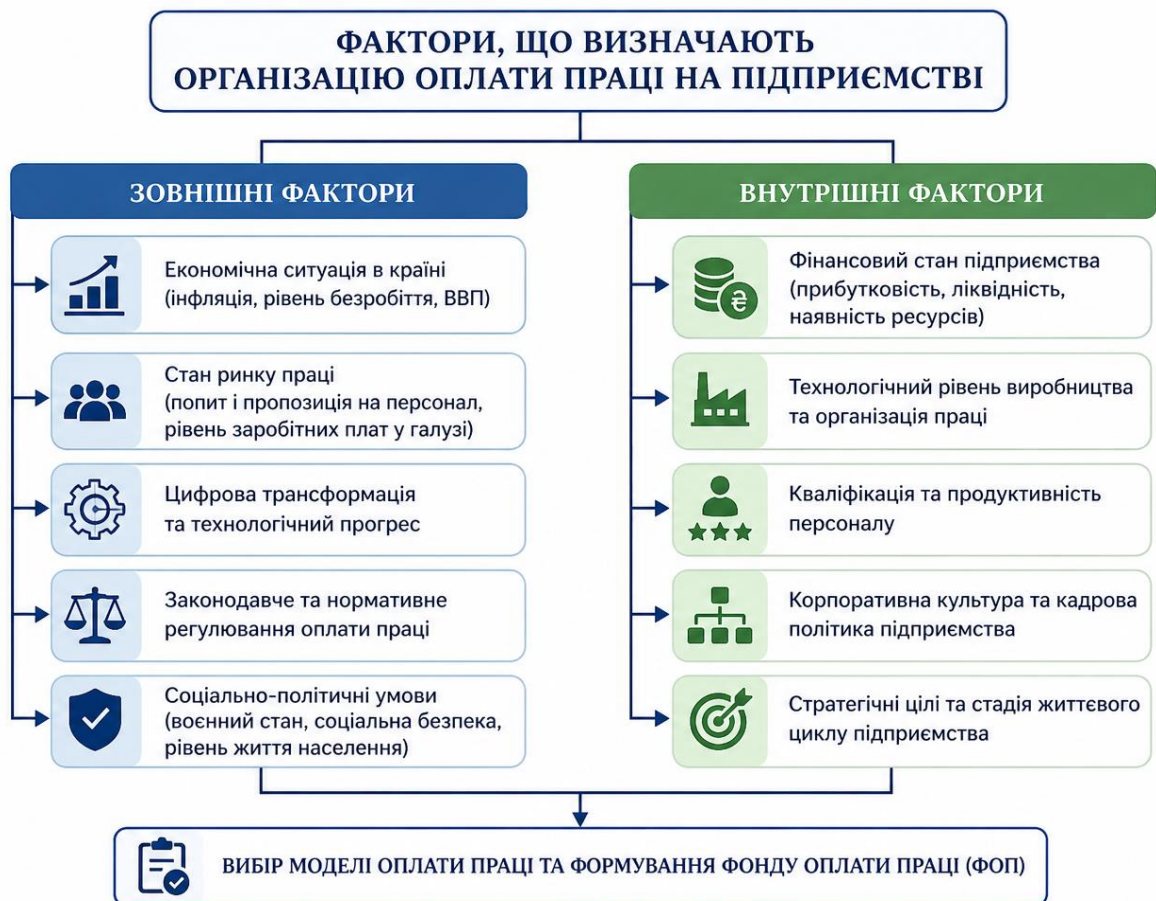 ФАКТОРИ, ЩО ВИЗНАЧАЮТЬ
ОРГАНІЗАЦІЮ ОПЛАТИ ПРАЦІ НА ПІДПРИЄМСТВІ
ЗОВНІШНІ ФАКТОРИ
Економічна ситуація в країні
(інфляція, рівень безробіття, ВВП)
Стан ринку праці
(попит і пропозиція на персонал,
рівень заробітних плат у галузі)
Цифрова трансформація
та технологічний прогрес
Законодавче та нормативне
регулювання оплати праці
Соціально-політичні умови
(воєнний стан, соціальна безпека,
рівень життя населення)
ВНУТРІШНІ ФАКТОРИ
Фінансовий стан підприємства
(прибутковість, ліквідність,
наявність ресурсів)
₴
Технологічний рівень виробництва
та організація праці
Кваліфікація та продуктивність
персоналу
Корпоративна культура та кадрова
політика підприємства
Стратегічні цілі та стадія життєвого
циклу підприємства
ВИБІР МОДЕЛІ ОПЛАТИ ПРАЦІ ТА ФОРМУВАННЯ ФОНДУ ОПЛАТИ ПРАЦІ (ФОП)